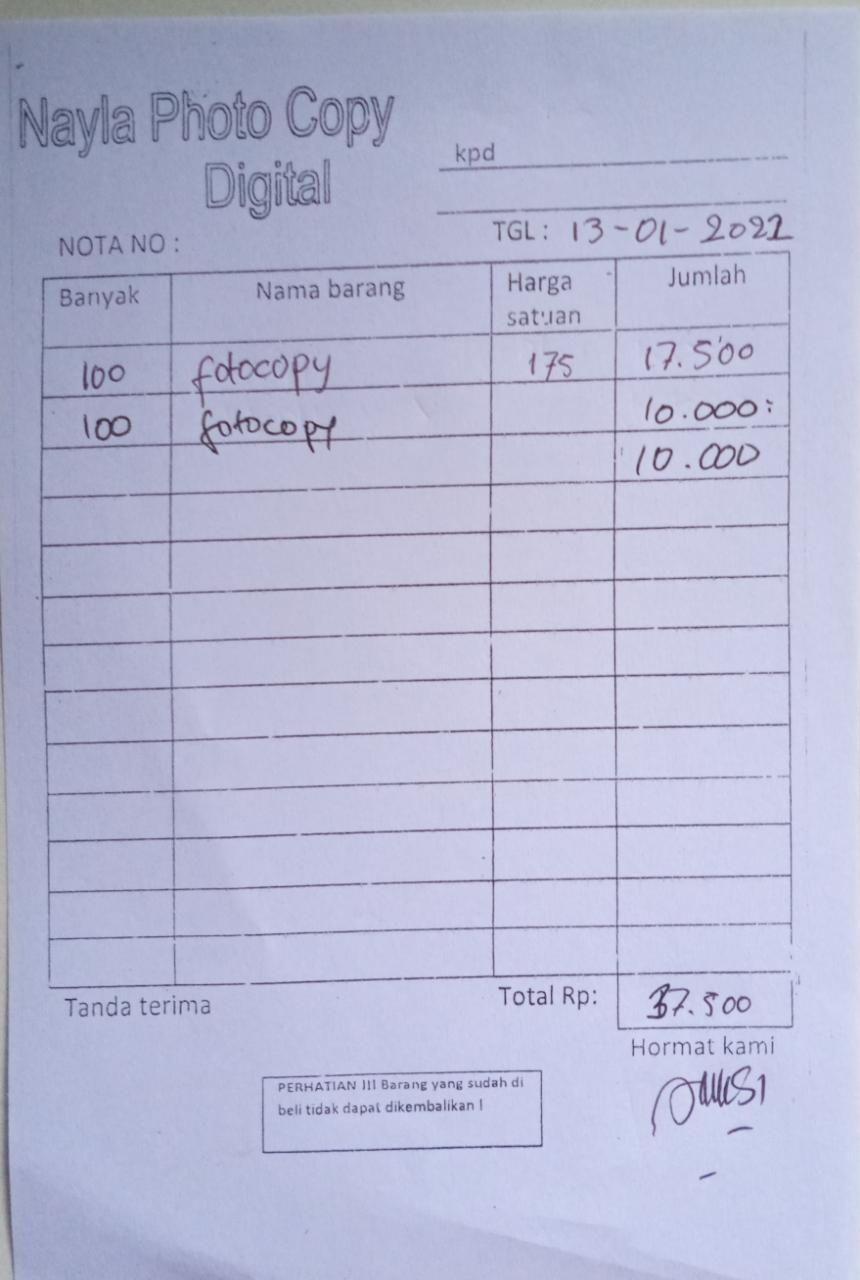 Nayla Photo Copy
Digital
kpd
NOTA NO :
TGL : 13-01-2022
Banyak Nama barang Harga satuan Jumlah
100 fotocopy 175 17.500
100 fotocopy 10.000:
10.000
Tanda terima Total Rp: 37.500
Hormat kami
PERHATIAN !!! Barang yang sudah di
beli tidak dapat dikembalikan !